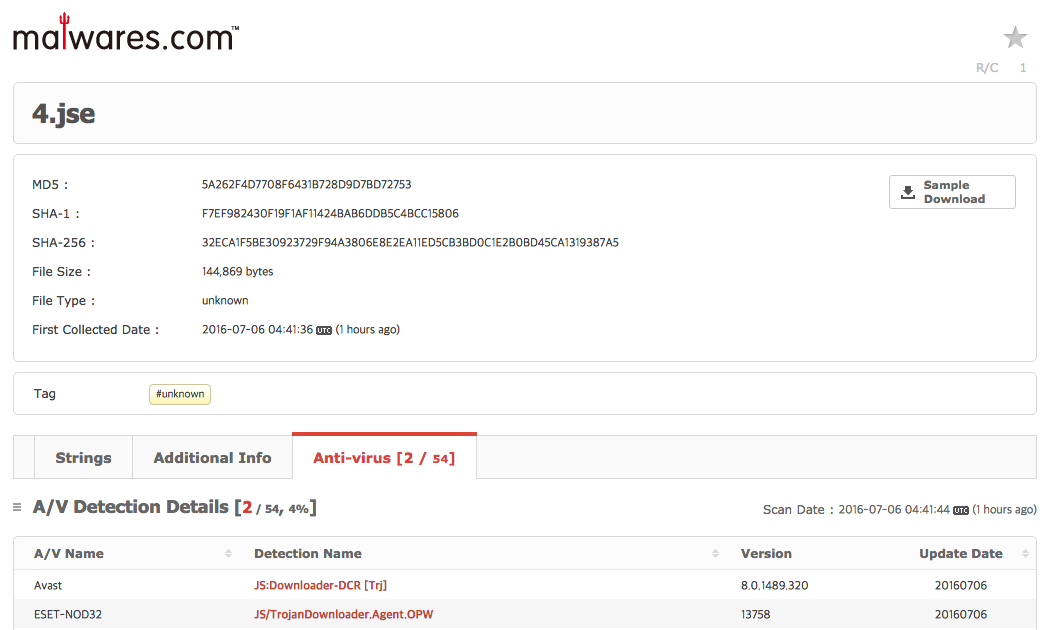 malwares.com™
R/C 1
4.jse
MD5 : 5A262F4D7708F6431B728D9D7BD72753
Sample
Download
SHA-1 : F7EF982430F19F1AF11424BAB6DDB5C4BCC15806
SHA-256 : 32ECA1F5BE30923729F94A3806E8E2EA11ED5CB3BD0C1E2B0BD45CA1319387A5
File Size : 144,869 bytes
File Type : unknown
First Collected Date : 2016-07-06 04:41:36 UTC (1 hours ago)
Tag #unknown
Strings Additional Info Anti-virus [2 / 54]
A/V Detection Details [2 / 54, 4%] Scan Date : 2016-07-06 04:41:44 UTC (1 hours ago)
A/V Name Detection Name Version Update Date
Avast JS:Downloader-DCR [Trj] 8.0.1489.320 20160706
ESET-NOD32 JS/TrojanDownloader.Agent.OPW 13758 20160706